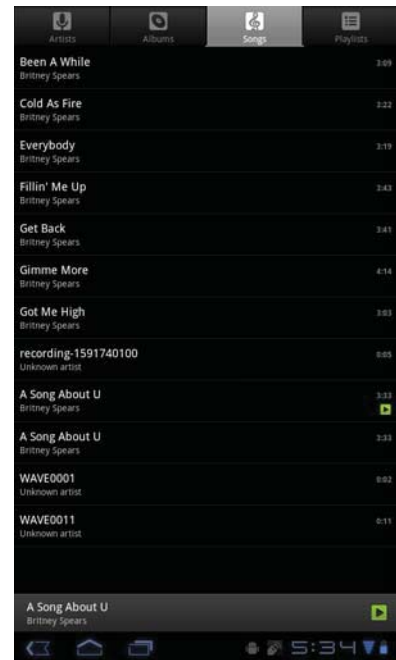 Artists Albums Songs Playlists
Been A While 3:09
Britney Spears
Cold As Fire 3:22
Britney Spears
Everybody 3:19
Britney Spears
Fillin' Me Up 3:43
Britney Spears
Get Back 3:41
Britney Spears
Gimme More 4:14
Britney Spears
Got Me High 3:03
Britney Spears
recording-1591740100 0:05
Unknown artist
A Song About U 3:33
Britney Spears
A Song About U 3:33
Britney Spears
WAVE0001 0:02
Unknown artist
WAVE0011 0:11
Unknown artist
A Song About U
Britney Spears
5:34